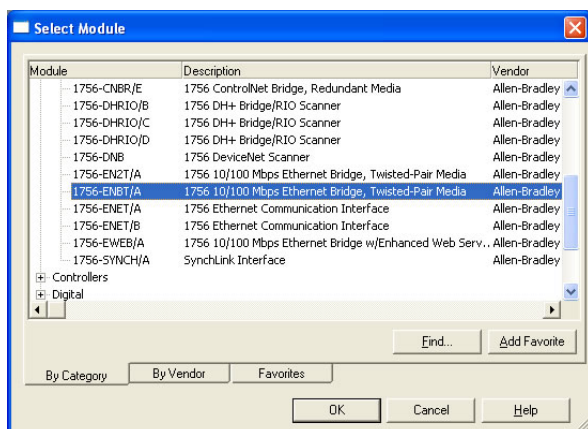 Select Module
Module Description Vendor
1756-CNBR/E 1756 ControlNet Bridge, Redundant Media Allen-Bradley
1756-DHRIO/B 1756 DH+ Bridge/RIO Scanner Allen-Bradley
1756-DHRIO/C 1756 DH+ Bridge/RIO Scanner Allen-Bradley
1756-DHRIO/D 1756 DH+ Bridge/RIO Scanner Allen-Bradley
1756-DNB 1756 DeviceNet Scanner Allen-Bradley
1756-EN2T/A 1756 10/100 Mbps Ethernet Bridge, Twisted-Pair Media Allen-Bradley
1756-ENBT/A 1756 10/100 Mbps Ethernet Bridge, Twisted-Pair Media Allen-Bradley
1756-ENET/A 1756 Ethernet Communication Interface Allen-Bradley
1756-ENET/B 1756 Ethernet Communication Interface Allen-Bradley
1756-EWEB/A 1756 10/100 Mbps Ethernet Bridge w/Enhanced Web Serv.. Allen-Bradley
1756-SYNCH/A SynchLink Interface Allen-Bradley
Controllers
Digital
Find... Add Favorite
By Category By Vendor Favorites
OK Cancel Help